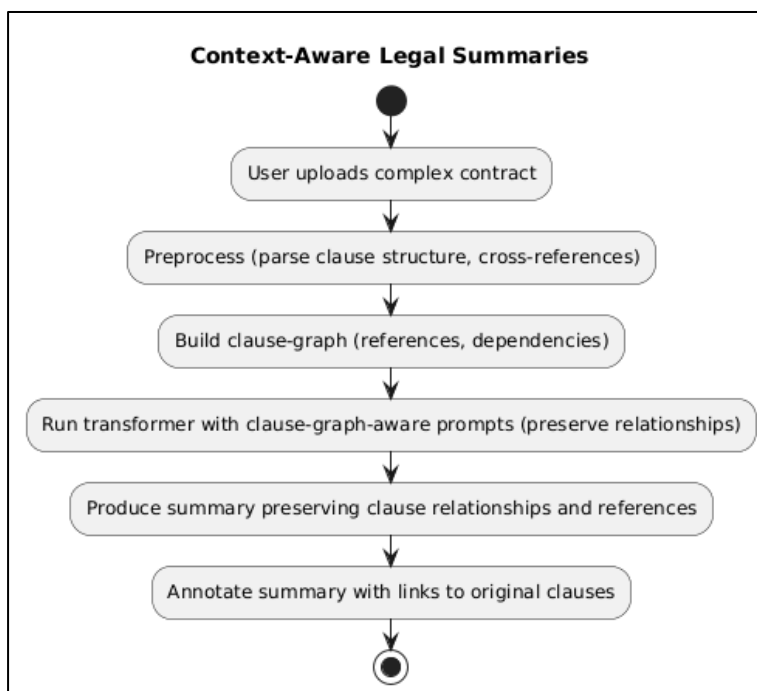 Context-Aware Legal Summaries
User uploads complex contract
Preprocess (parse clause structure, cross-references)
Build clause-graph (references, dependencies)
Run transformer with clause-graph-aware prompts (preserve relationships)
Produce summary preserving clause relationships and references
Annotate summary with links to original clauses